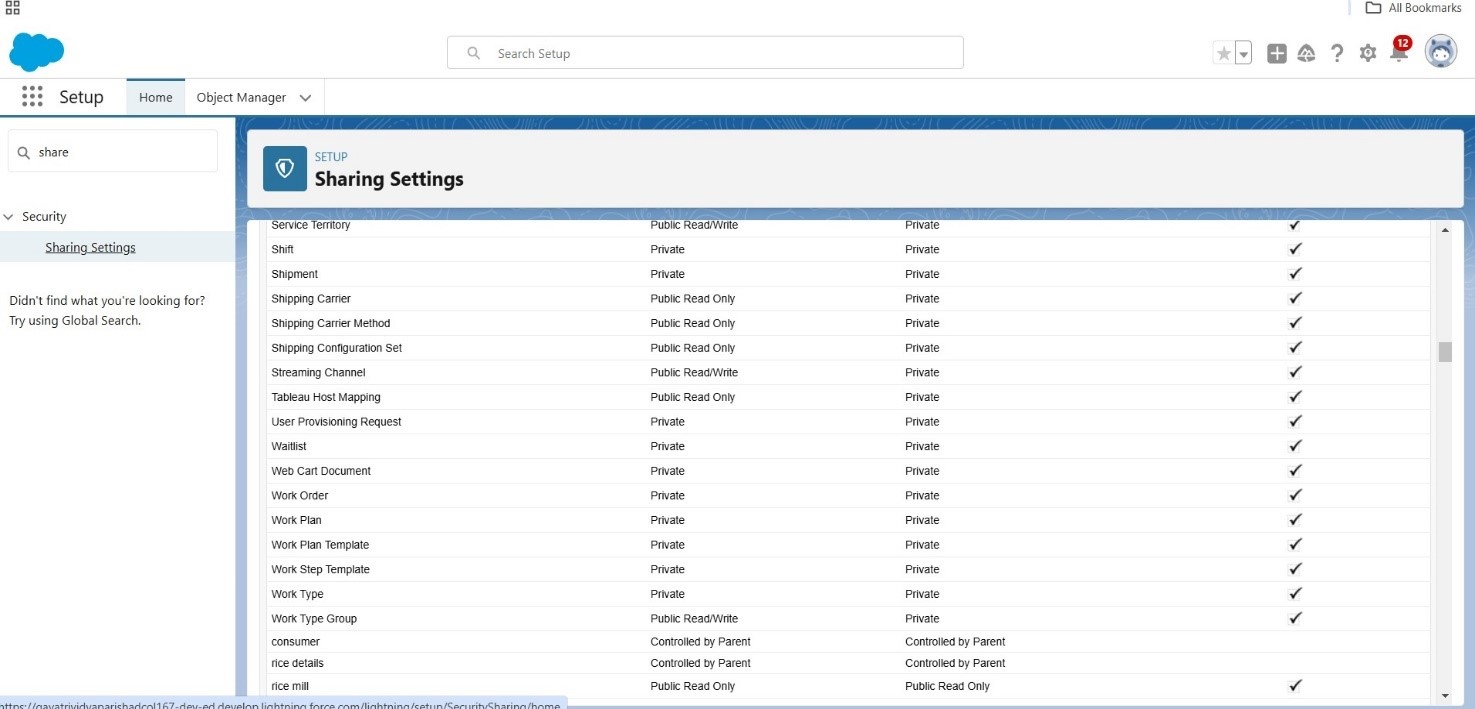 All Bookmarks
Search Setup
12
Setup Home Object Manager
share
Security
Sharing Settings
Didn't find what you're looking for?
Try using Global Search.
SETUP
Sharing Settings
Service Territory Public Read/Write Private
Shift Private Private
Shipment Private Private
Shipping Carrier Public Read Only Private
Shipping Carrier Method Public Read Only Private
Shipping Configuration Set Public Read Only Private
Streaming Channel Public Read/Write Private
Tableau Host Mapping Public Read Only Private
User Provisioning Request Private Private
Waitlist Private Private
Web Cart Document Private Private
Work Order Private Private
Work Plan Private Private
Work Plan Template Private Private
Work Step Template Private Private
Work Type Private Private
Work Type Group Public Read/Write Private
consumer Controlled by Parent Controlled by Parent
rice details Controlled by Parent Controlled by Parent
rice mill Public Read Only Public Read Only
https://gayatrividyaparishadcol167-dev-ed.develop.lightning.force.com/lightning/setup/SecuritySharing/home